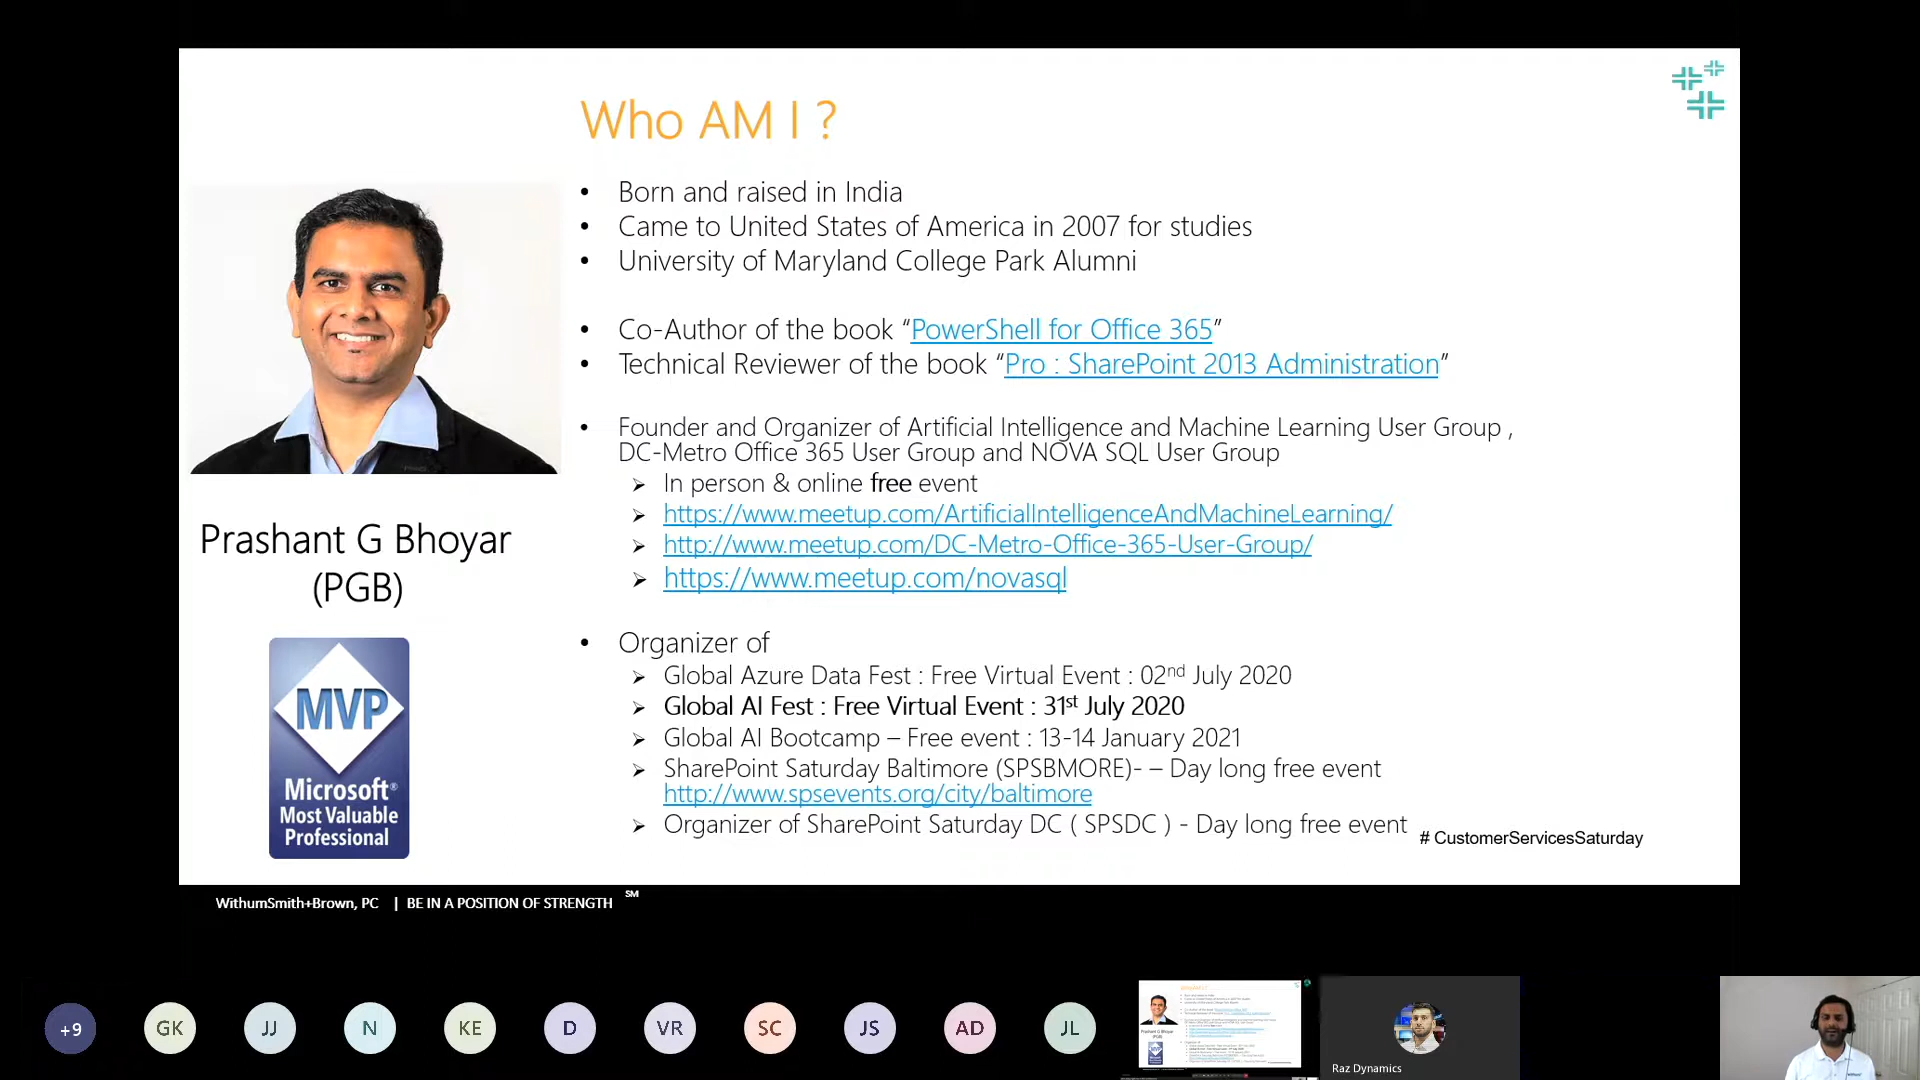 Who AM I ?
• Born and raised in India
• Came to United States of America in 2007 for studies
• University of Maryland College Park Alumni
• Co-Author of the book “PowerShell for Office 365”
• Technical Reviewer of the book “Pro : SharePoint 2013 Administration”
• Founder and Organizer of Artificial Intelligence and Machine Learning User Group ,
DC-Metro Office 365 User Group and NOVA SQL User Group
➢ In person & online free event
➢ https://www.meetup.com/ArtificialIntelligenceAndMachineLearning/
➢ http://www.meetup.com/DC-Metro-Office-365-User-Group/
➢ https://www.meetup.com/novasql
• Organizer of
➢ Global Azure Data Fest : Free Virtual Event : 02nd July 2020
➢ Global AI Fest : Free Virtual Event : 31st July 2020
➢ Global AI Bootcamp – Free event : 13-14 January 2021
➢ SharePoint Saturday Baltimore (SPSBMORE)- – Day long free event
http://www.spsevents.org/city/baltimore
➢ Organizer of SharePoint Saturday DC ( SPSDC ) - Day long free event
# CustomerServicesSaturday
Prashant G Bhoyar
(PGB)
MVP
Microsoft®
Most Valuable
Professional
WithumSmith+Brown, PC | BE IN A POSITION OF STRENGTH SM
+9 GK JJ N KE D VR SC JS AD JL
Raz Dynamics